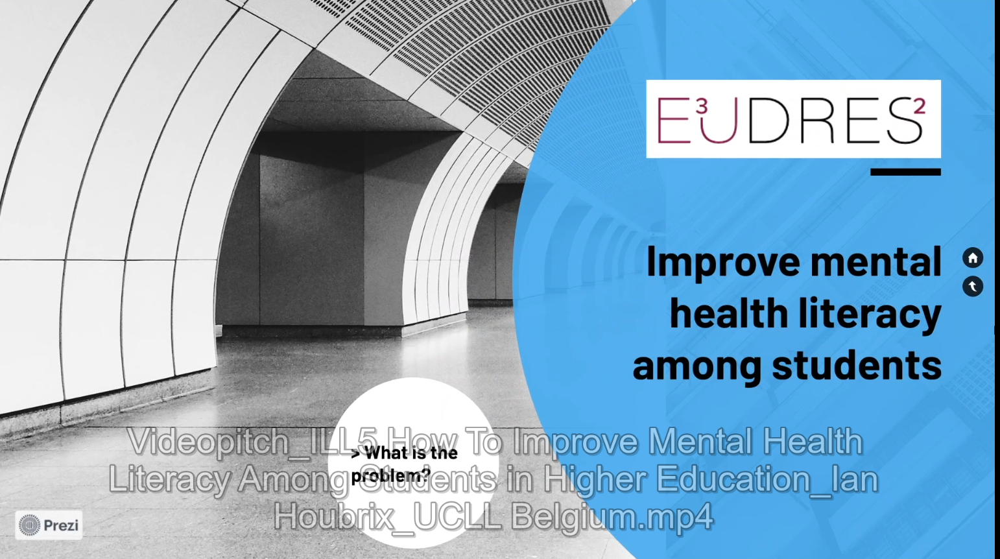 E³UDRES²
Improve mental
health literacy
among students
> What is the
problem?
Videopitch_ILL5 How To Improve Mental Health
Literacy Among Students in Higher Education_Ian
Houbrix_UCLL Belgium.mp4
Prezi